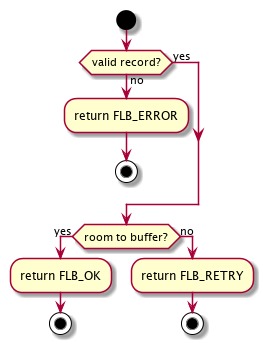 valid record?
yes
no
return FLB_ERROR
yes
room to buffer?
no
return FLB_OK
return FLB_RETRY